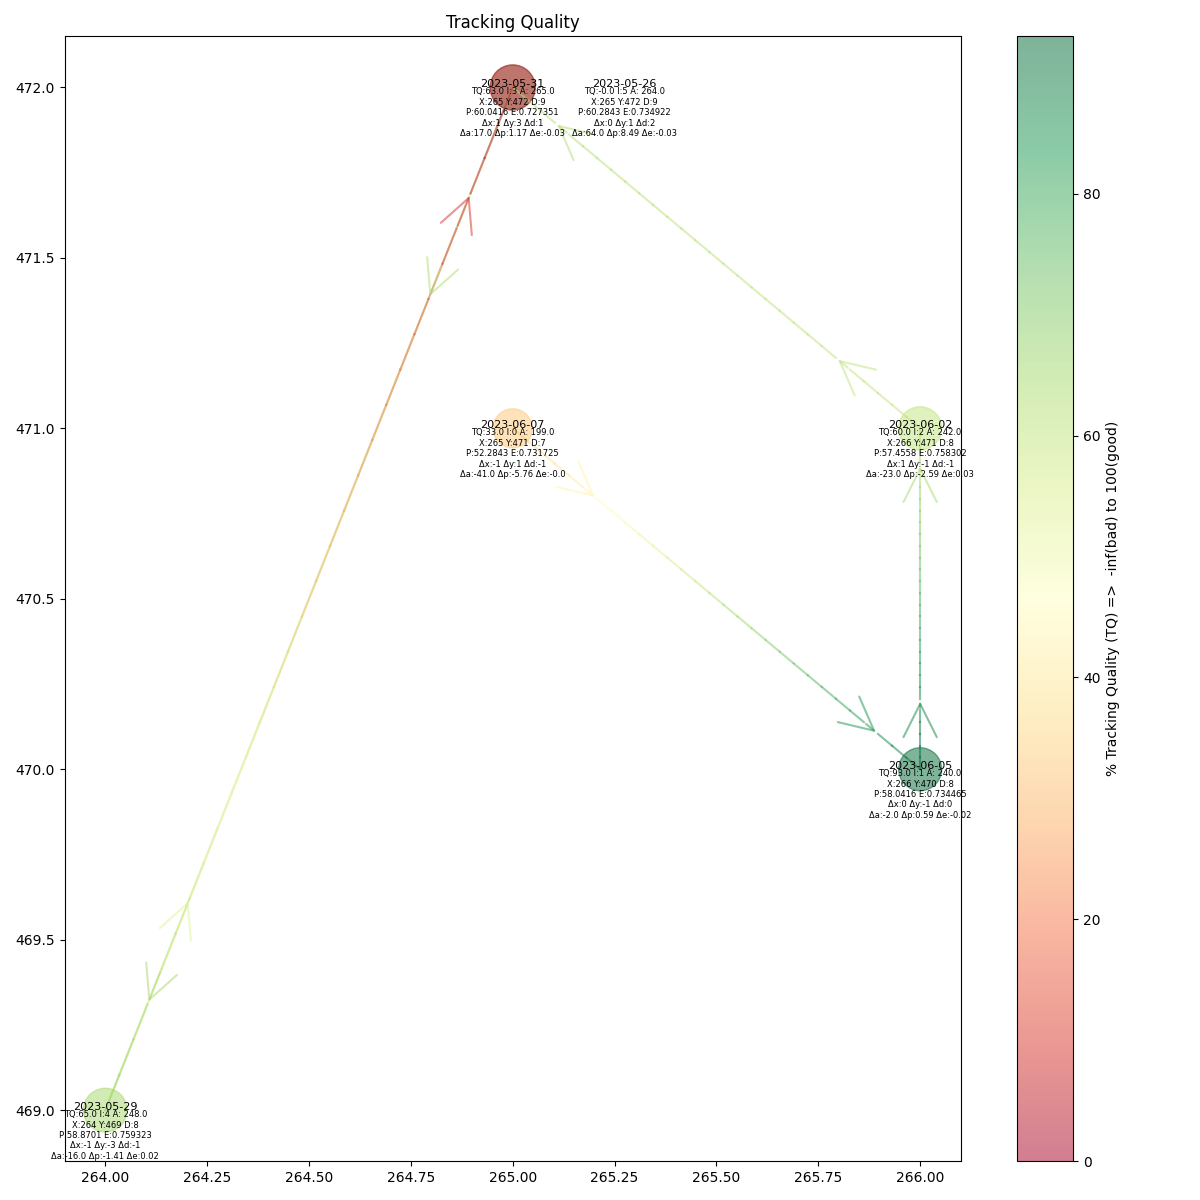 Tracking Quality
472.0
471.5
471.0
470.5
470.0
469.5
469.0
2023-05-31
TQ:63.0 I:3 A: 265.0
X:265 Y:472 D:9
P:60.0416 E:0.727351
Δx:1 Δy:3 Δd:1
Δa:17.0 Δp:1.17 Δe:-0.03
2023-05-26
TQ:-0.0 I:5 A: 264.0
X:265 Y:472 D:9
P:60.2843 E:0.734922
Δx:0 Δy:1 Δd:2
Δa:64.0 Δp:8.49 Δe:-0.03
2023-06-07
TQ:33.0 I:0 A: 199.0
X:265 Y:471 D:7
P:52.2843 E:0.731725
Δx:-1 Δy:1 Δd:-1
Δa:-41.0 Δp:-5.76 Δe:-0.0
2023-06-02
TQ:60.0 I:2 A: 242.0
X:266 Y:471 D:8
P:57.4558 E:0.758302
Δx:1 Δy:-1 Δd:-1
Δa:-23.0 Δp:-2.59 Δe:0.03
2023-06-05
TQ:93.0 I:1 A: 240.0
X:266 Y:470 D:8
P:58.0416 E:0.734465
Δx:0 Δy:-1 Δd:0
Δa:-2.0 Δp:0.59 Δe:-0.02
2023-05-29
TQ:65.0 I:4 A: 248.0
X:264 Y:469 D:8
P:58.8701 E:0.759323
Δx:-1 Δy:-3 Δd:-1
Δa:-16.0 Δp:-1.41 Δe:0.02
264.00 264.25 264.50 264.75 265.00 265.25 265.50 265.75 266.00
80
60
40
20
0
% Tracking Quality (TQ) => -inf(bad) to 100(good)